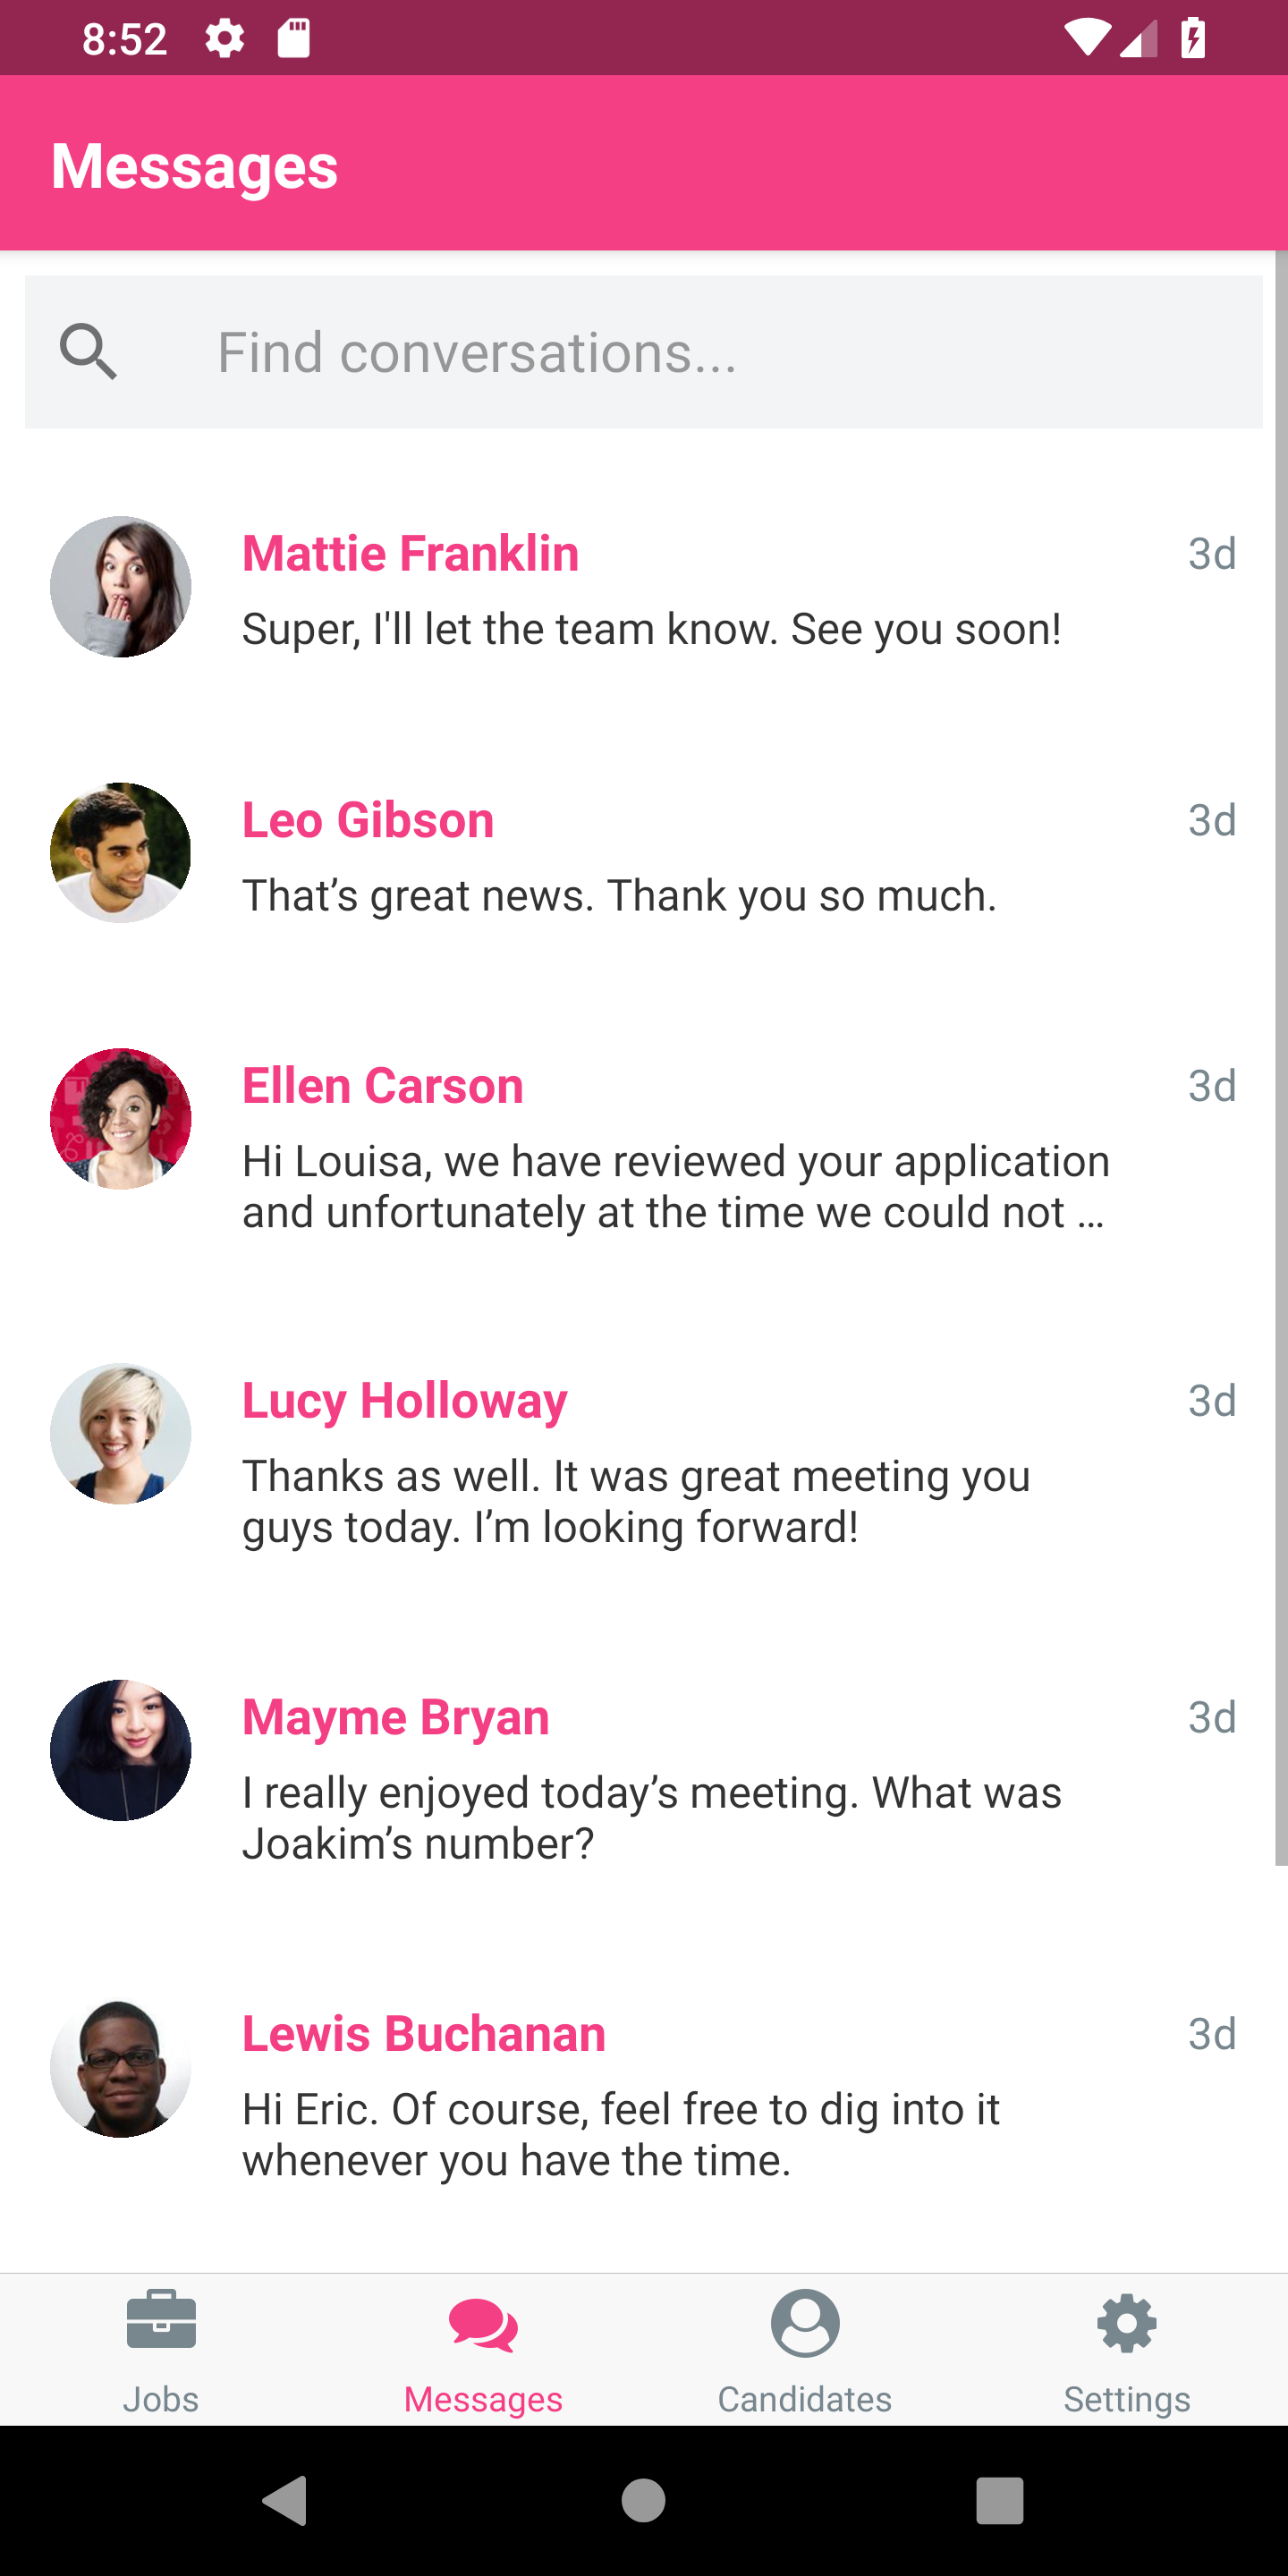 8:52
Messages
Find conversations...
Mattie Franklin
3d
Super, I'll let the team know. See you soon!
Leo Gibson
3d
That’s great news. Thank you so much.
Ellen Carson
3d
Hi Louisa, we have reviewed your application
and unfortunately at the time we could not ...
Lucy Holloway
3d
Thanks as well. It was great meeting you
guys today. I’m looking forward!
Mayme Bryan
3d
I really enjoyed today’s meeting. What was
Joakim’s number?
Lewis Buchanan
3d
Hi Eric. Of course, feel free to dig into it
whenever you have the time.
Jobs
Messages
Candidates
Settings